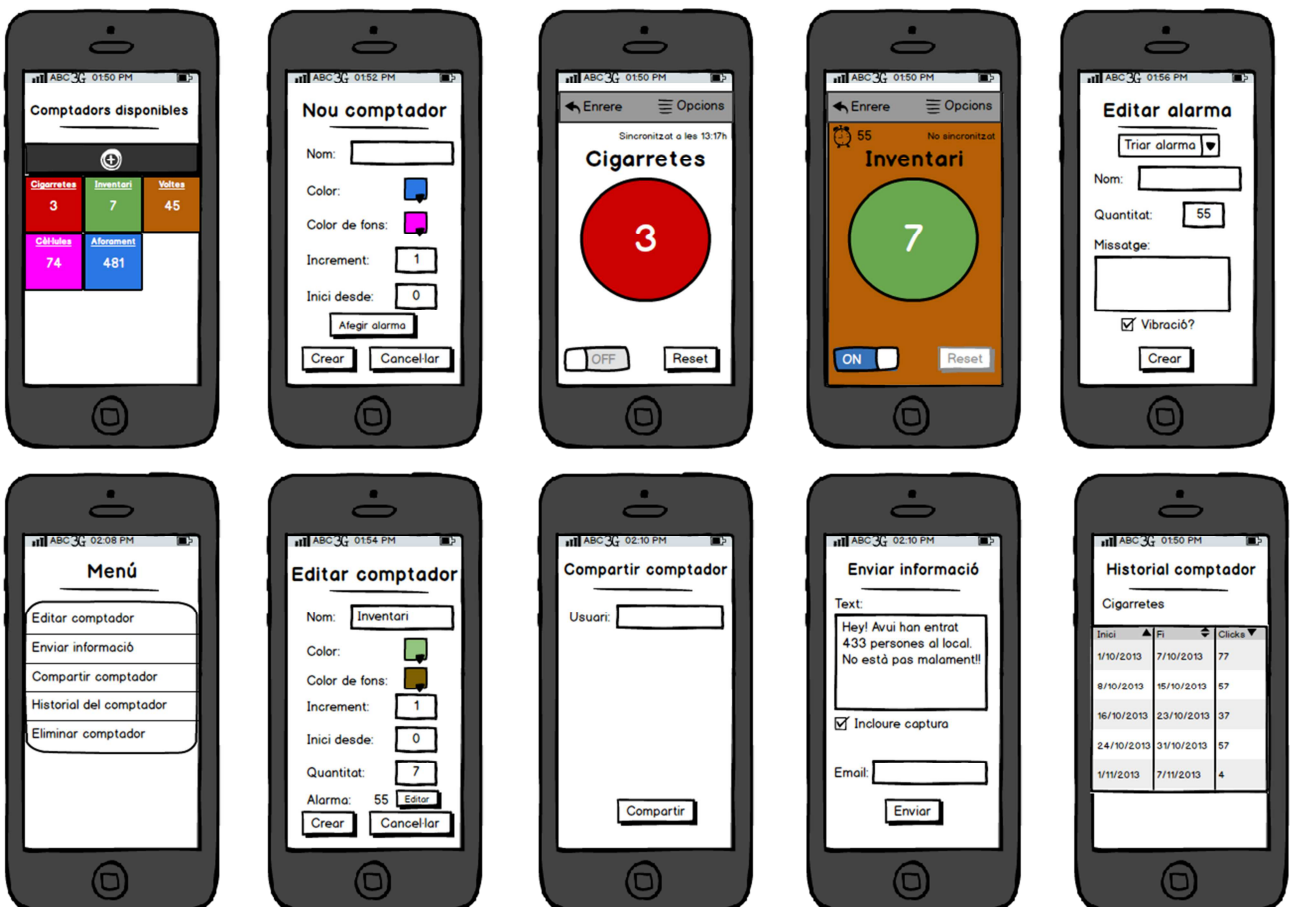 ABC 3G 01:50 PM
Comptadors disponibles
Cigarretes Inventari Voltes
3 7 45
Cèl·lules Aforament
74 481
ABC 3G 01:52 PM
Nou comptador
Nom:
Color:
Color de fons:
Increment: 1
Inici desde: 0
Afegir alarma
Crear Cancel·lar
ABC 3G 01:50 PM
Enrere Opcions
Sincronitzat a les 13:17h
Cigarretes
3
OFF Reset
ABC 3G 01:50 PM
Enrere Opcions
55 No sincronitzat
Inventari
7
ON Reset
ABC 3G 01:56 PM
Editar alarma
Triar alarma
Nom:
Quantitat: 55
Missatge:
Vibració?
Crear
ABC 3G 02:08 PM
Menú
Editar comptador
Enviar informació
Compartir comptador
Historial del comptador
Eliminar comptador
ABC 3G 01:54 PM
Editar comptador
Nom: Inventari
Color:
Color de fons:
Increment: 1
Inici desde: 0
Quantitat: 7
Alarma: 55 Editar
Crear Cancel·lar
ABC 3G 02:10 PM
Compartir comptador
Usuari:
Compartir
ABC 3G 02:10 PM
Enviar informació
Text:
Hey! Avui han entrat
433 persones al local.
No està pas malament!!
Incloure captura
Email:
Enviar
ABC 3G 01:50 PM
Historial comptador
Cigarretes
Inici Fi Clicks
1/10/2013 7/10/2013 77
8/10/2013 15/10/2013 57
16/10/2013 23/10/2013 37
24/10/2013 31/10/2013 57
1/11/2013 7/11/2013 4